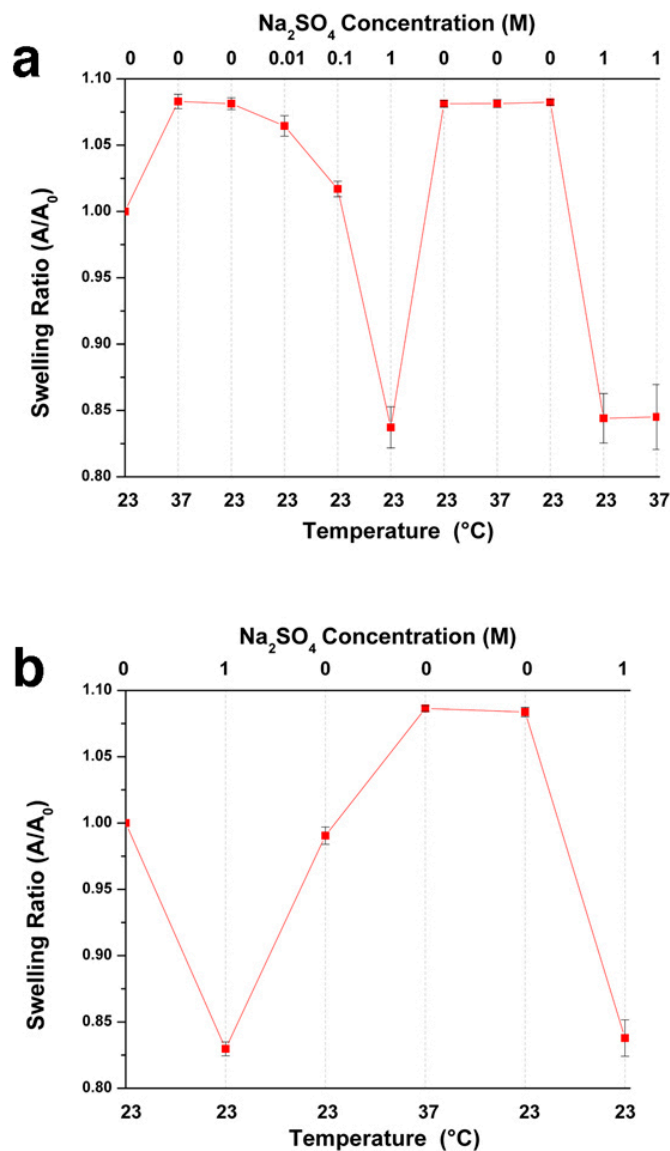 Na₂SO₄ Concentration (M)
a
0 0 0 0.01 0.1 1 0 0 0 1 1
1.10
1.05
1.00
0.95
0.90
0.85
0.80
Swelling Ratio (A/A₀)
23 37 23 23 23 23 23 37 23 23 37
Temperature (°C)
Na₂SO₄ Concentration (M)
b
0 1 0 0 0 1
1.10
1.05
1.00
0.95
0.90
0.85
0.80
Swelling Ratio (A/A₀)
23 23 23 37 23 23
Temperature (°C)